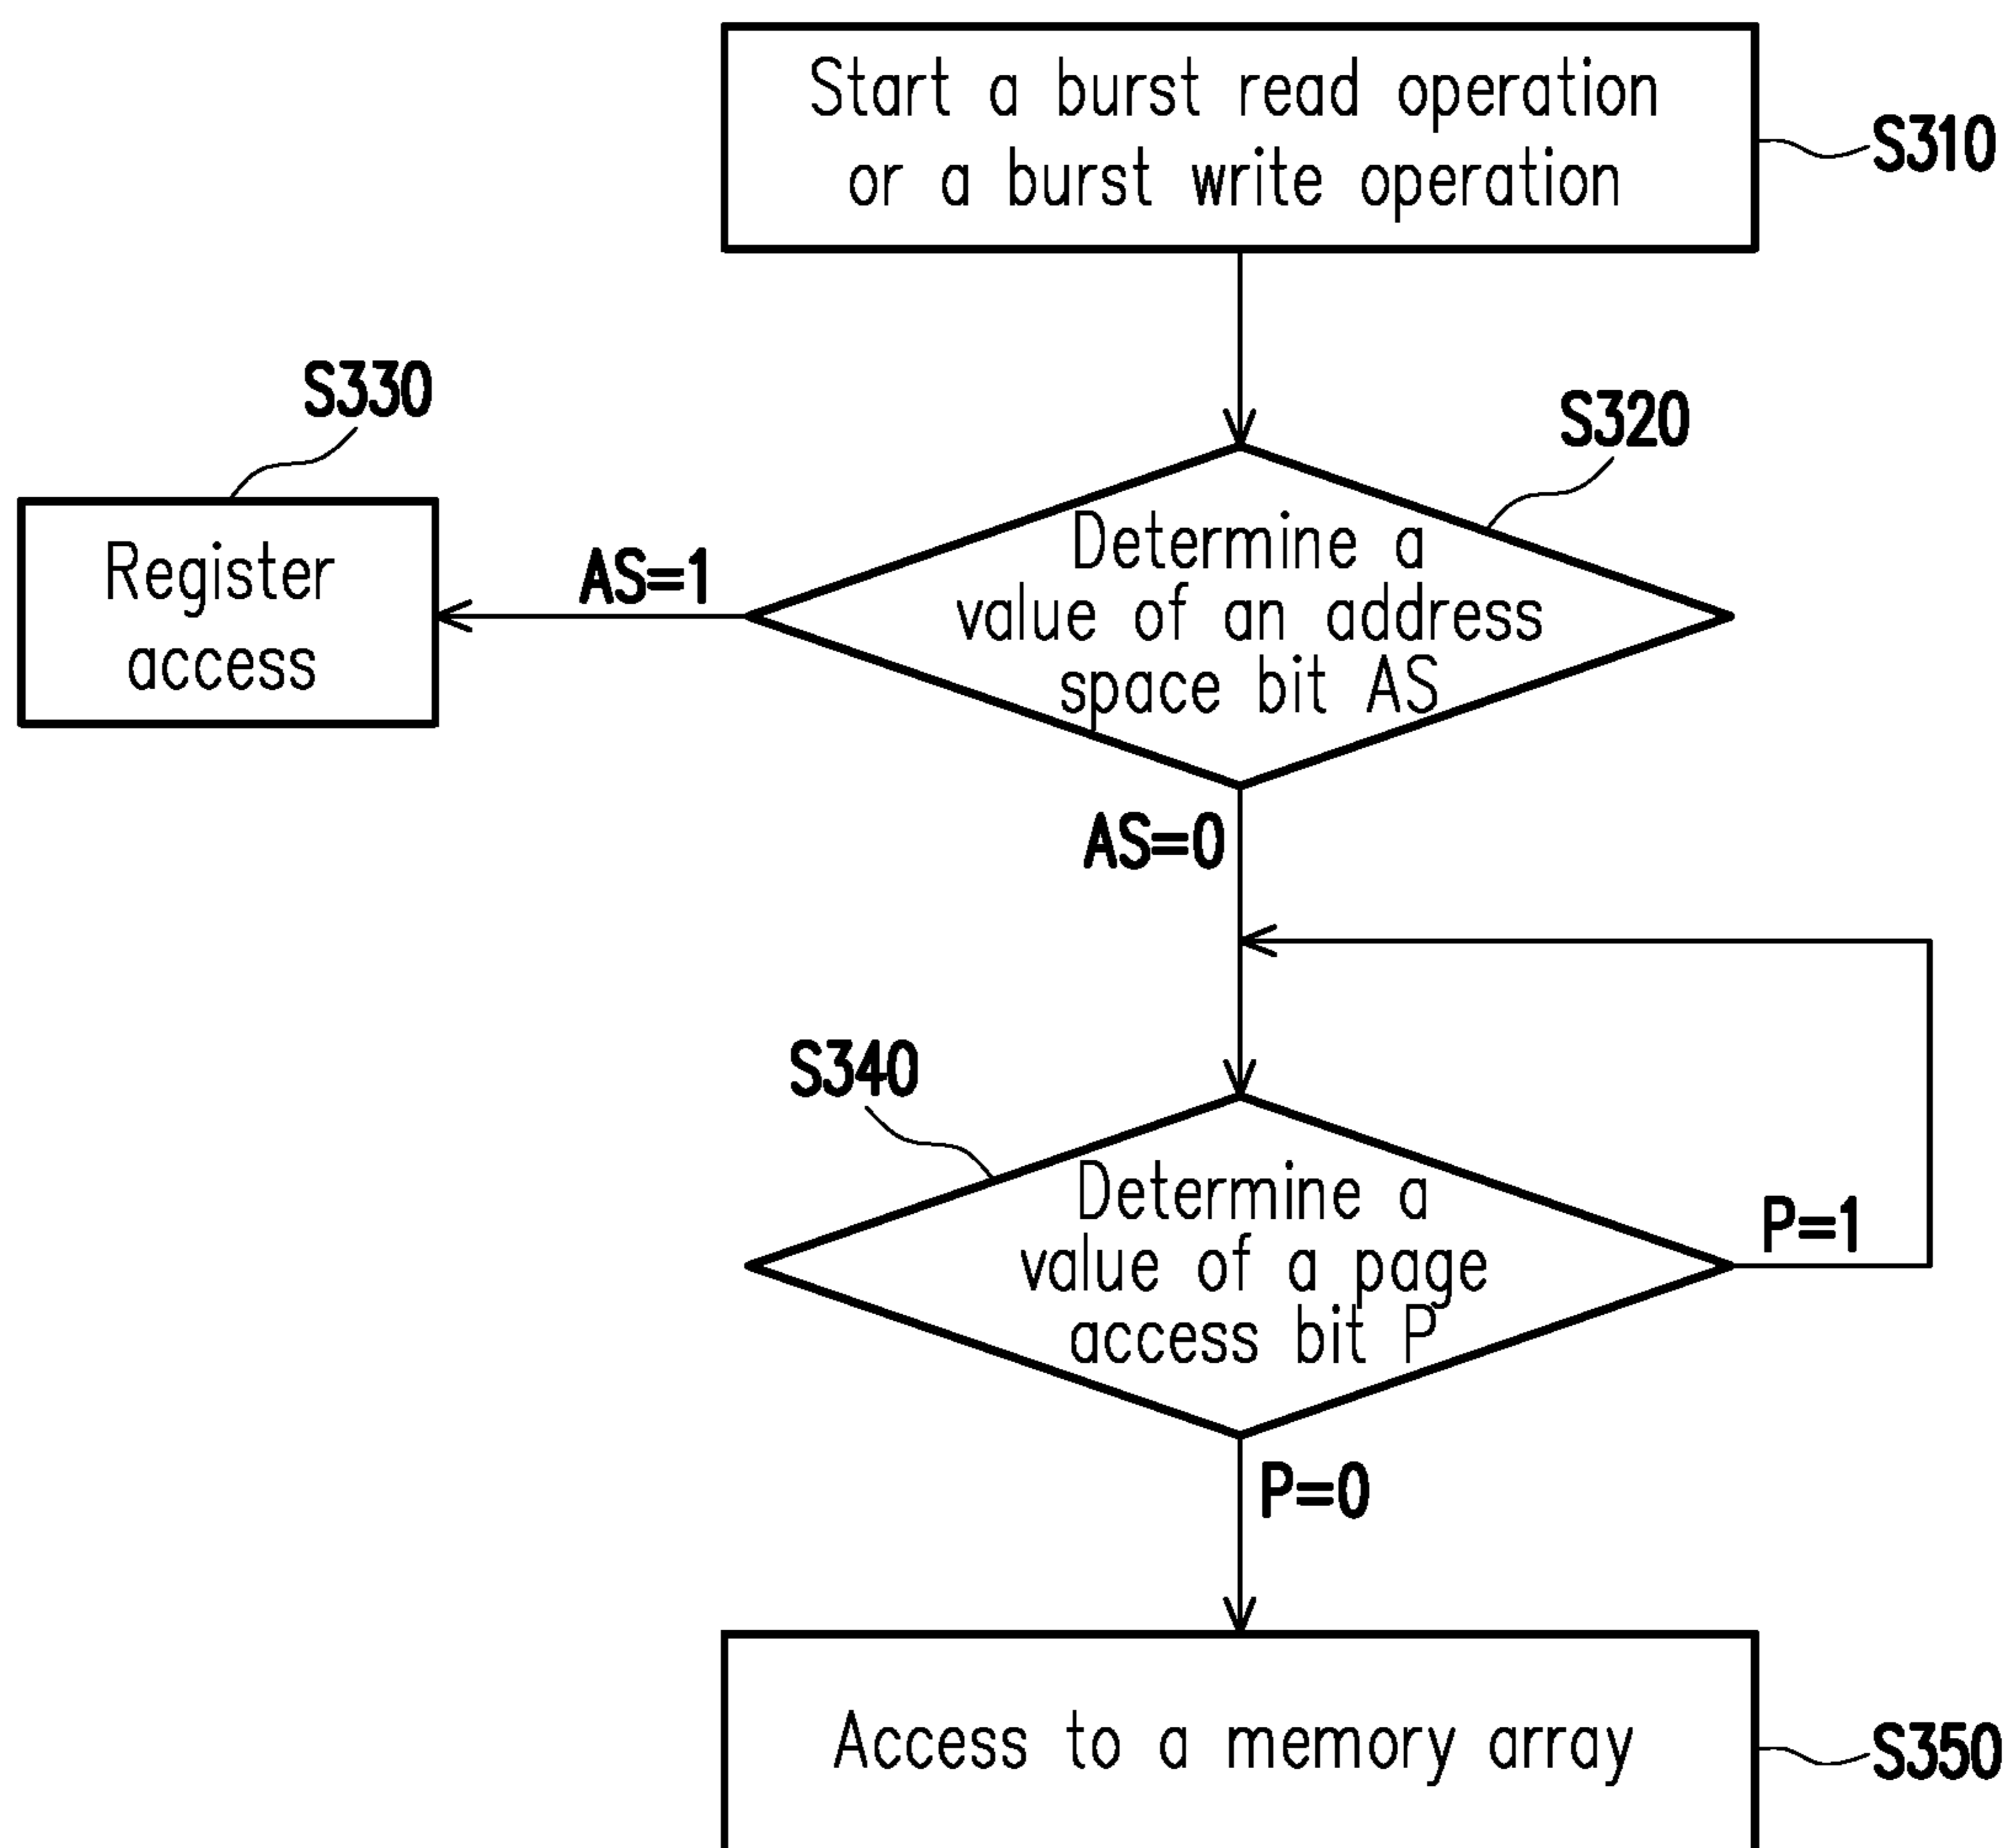 Start a burst read operation
or a burst write operation
S310
S330
S320
Register
access
AS=1
Determine a
value of an address
space bit AS
AS=0
S340
Determine a
value of a page
access bit P
P=1
P=0
Access to a memory array
S350